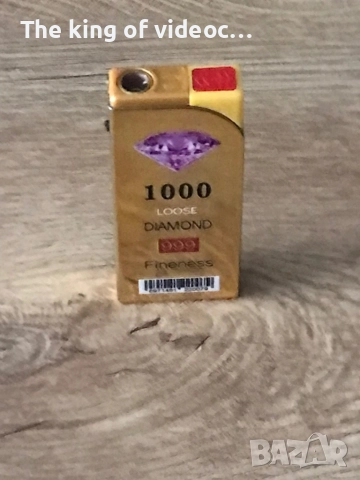 The king of videoc...
1000
LOOSE
DIAMOND
999
Fineness
BAZAR